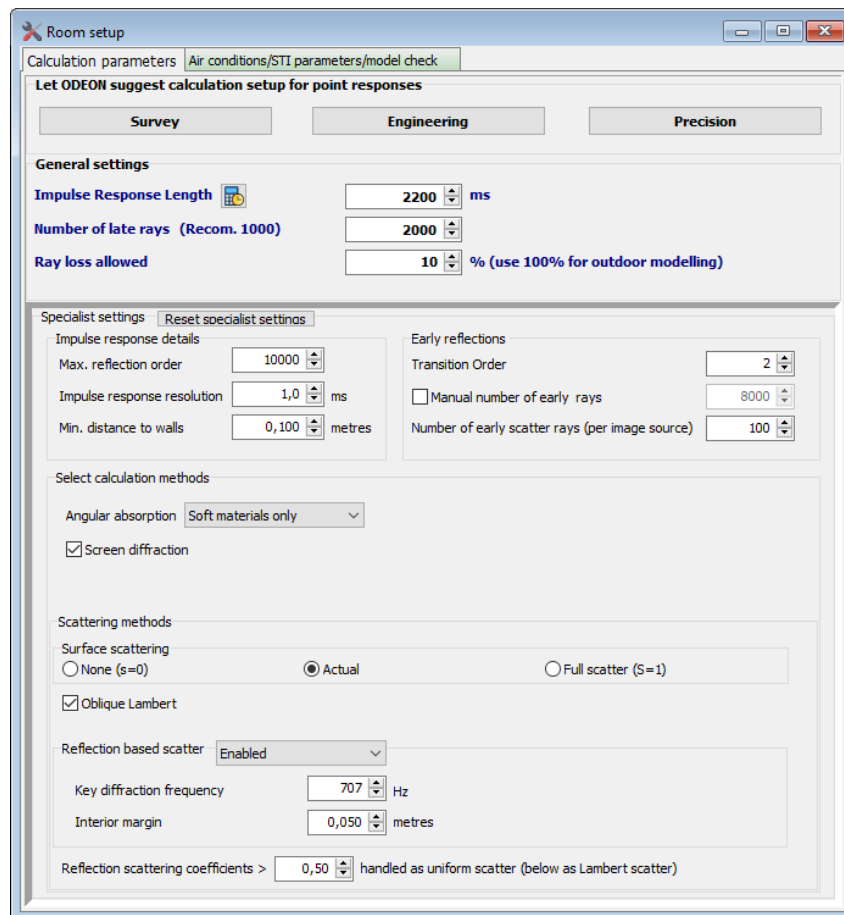 Room setup
Calculation parameters Air conditions/STI parameters/model check
Let ODEON suggest calculation setup for point responses
Survey Engineering Precision
General settings
Impulse Response Length 2200 ms
Number of late rays (Recom. 1000) 2000
Ray loss allowed 10 % (use 100% for outdoor modelling)
Specialist settings Reset specialist settings
Impulse response details Early reflections
Max. reflection order 10000 Transition Order 2
Impulse response resolution 1,0 ms Manual number of early rays 8000
Min. distance to walls 0,100 metres Number of early scatter rays (per image source) 100
Select calculation methods
Angular absorption Soft materials only
Screen diffraction
Scattering methods
Surface scattering
None (s=0) Actual Full scatter (S=1)
Oblique Lambert
Reflection based scatter Enabled
Key diffraction frequency 707 Hz
Interior margin 0,050 metres
Reflection scattering coefficients > 0,50 handled as uniform scatter (below as Lambert scatter)